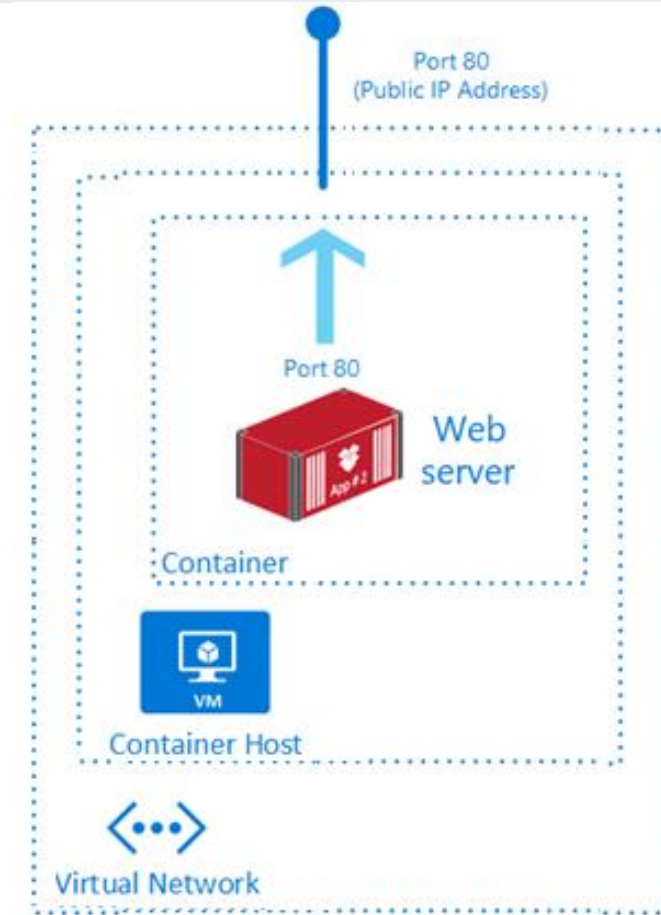 Port 80
(Public IP Address)
Port 80
Web
server
App # 2
Container
VM
Container Host
Virtual Network